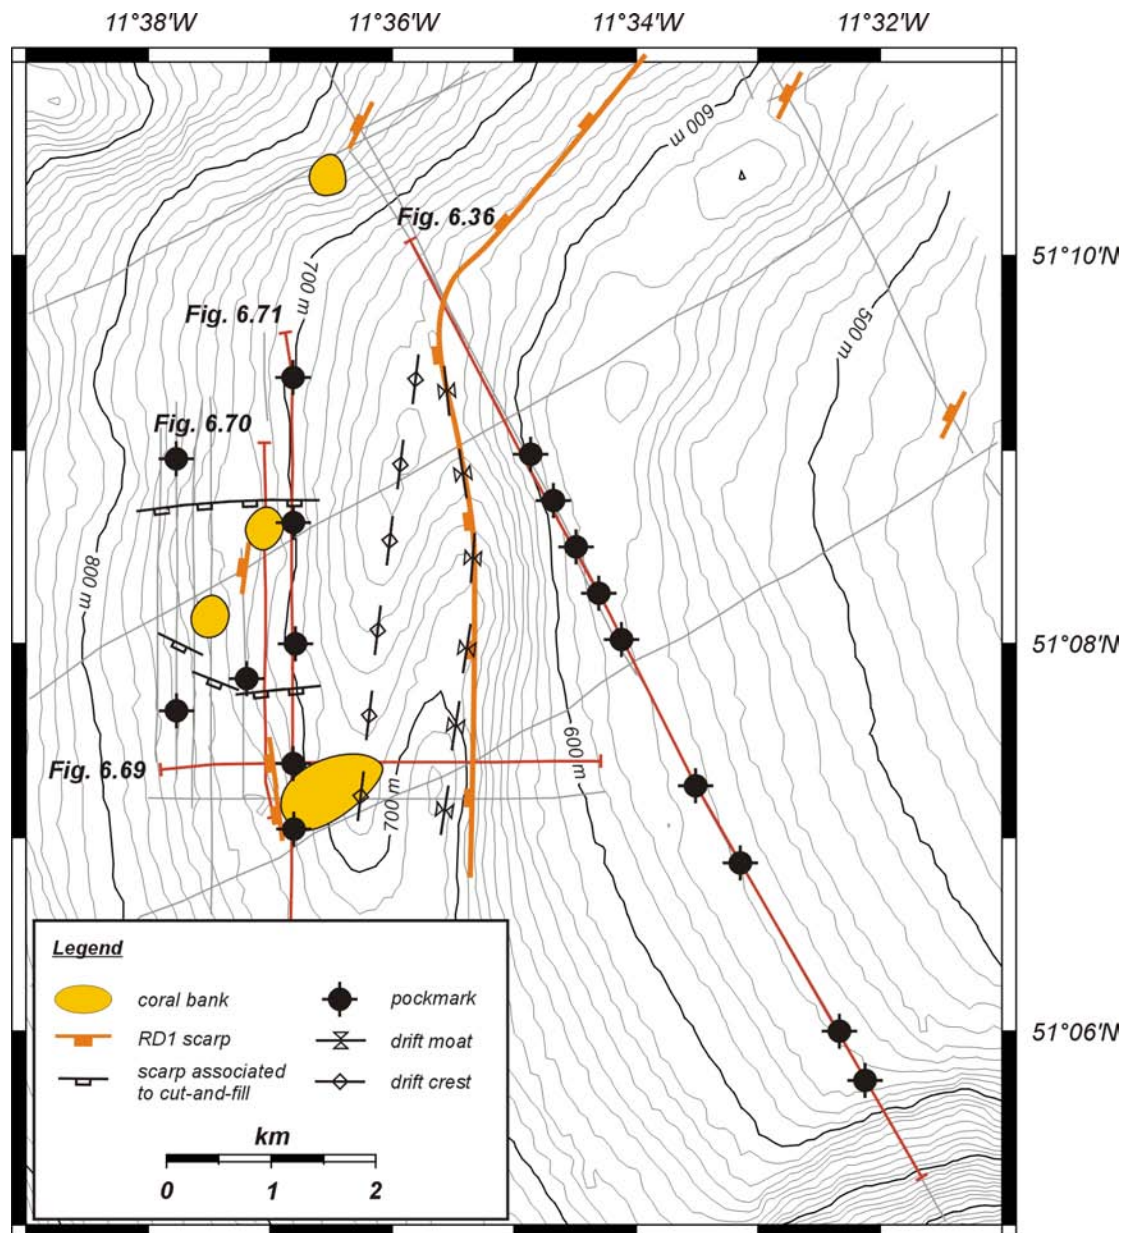 11°38'W 11°36'W 11°34'W 11°32'W
600 m
Fig. 6.36
51°10'N
700 m
Fig. 6.71
500 m
Fig. 6.70
800 m
51°08'N
600 m
Fig. 6.69
700 m
Legend
coral bank
pockmark
RD1 scarp
drift moat
scarp associated
to cut-and-fill
drift crest
51°06'N
km
0 1 2